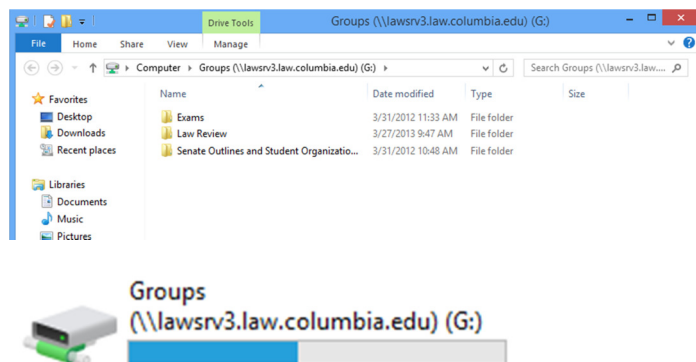 Drive Tools
Groups (\\lawsrv3.law.columbia.edu) (G:)
File Home Share View Manage
Computer Groups (\\lawsrv3.law.columbia.edu) (G:)
Search Groups (\\lawsrv3.law....
Name Date modified Type Size
Favorites
Desktop
Downloads
Recent places
Exams 3/31/2012 11:33 AM File folder
Law Review 3/27/2013 9:47 AM File folder
Senate Outlines and Student Organizatio... 3/31/2012 10:48 AM File folder
Libraries
Documents
Music
Pictures
Groups
(\\lawsrv3.law.columbia.edu) (G:)